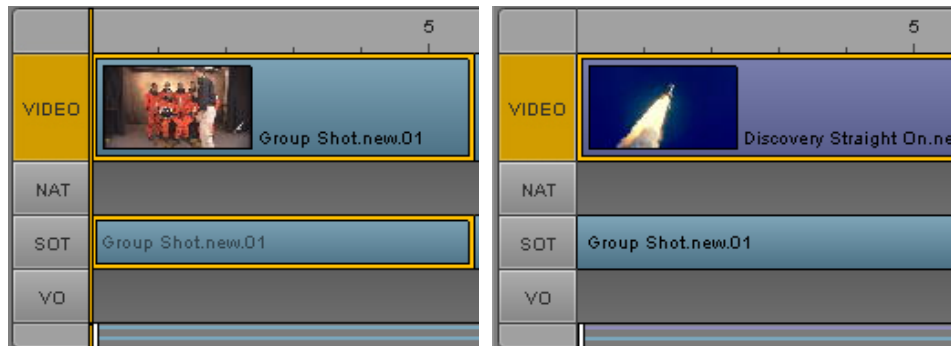 5
VIDEO
Group Shot.new.01
NAT
SOT
Group Shot.new.01
VO
5
VIDEO
Discovery Straight On.ne
NAT
SOT
Group Shot.new.01
VO